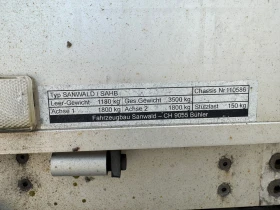 Typ SANWALD / SAHB Chassis Nr 110586
Leer-Gewicht 1180 kg Ges.Gewicht 3500 kg
Achse 1 1800 kg Achse 2 1800 kg Stützlast 150 kg
Fahrzeugbau Sanwald – CH 9055 Bühler